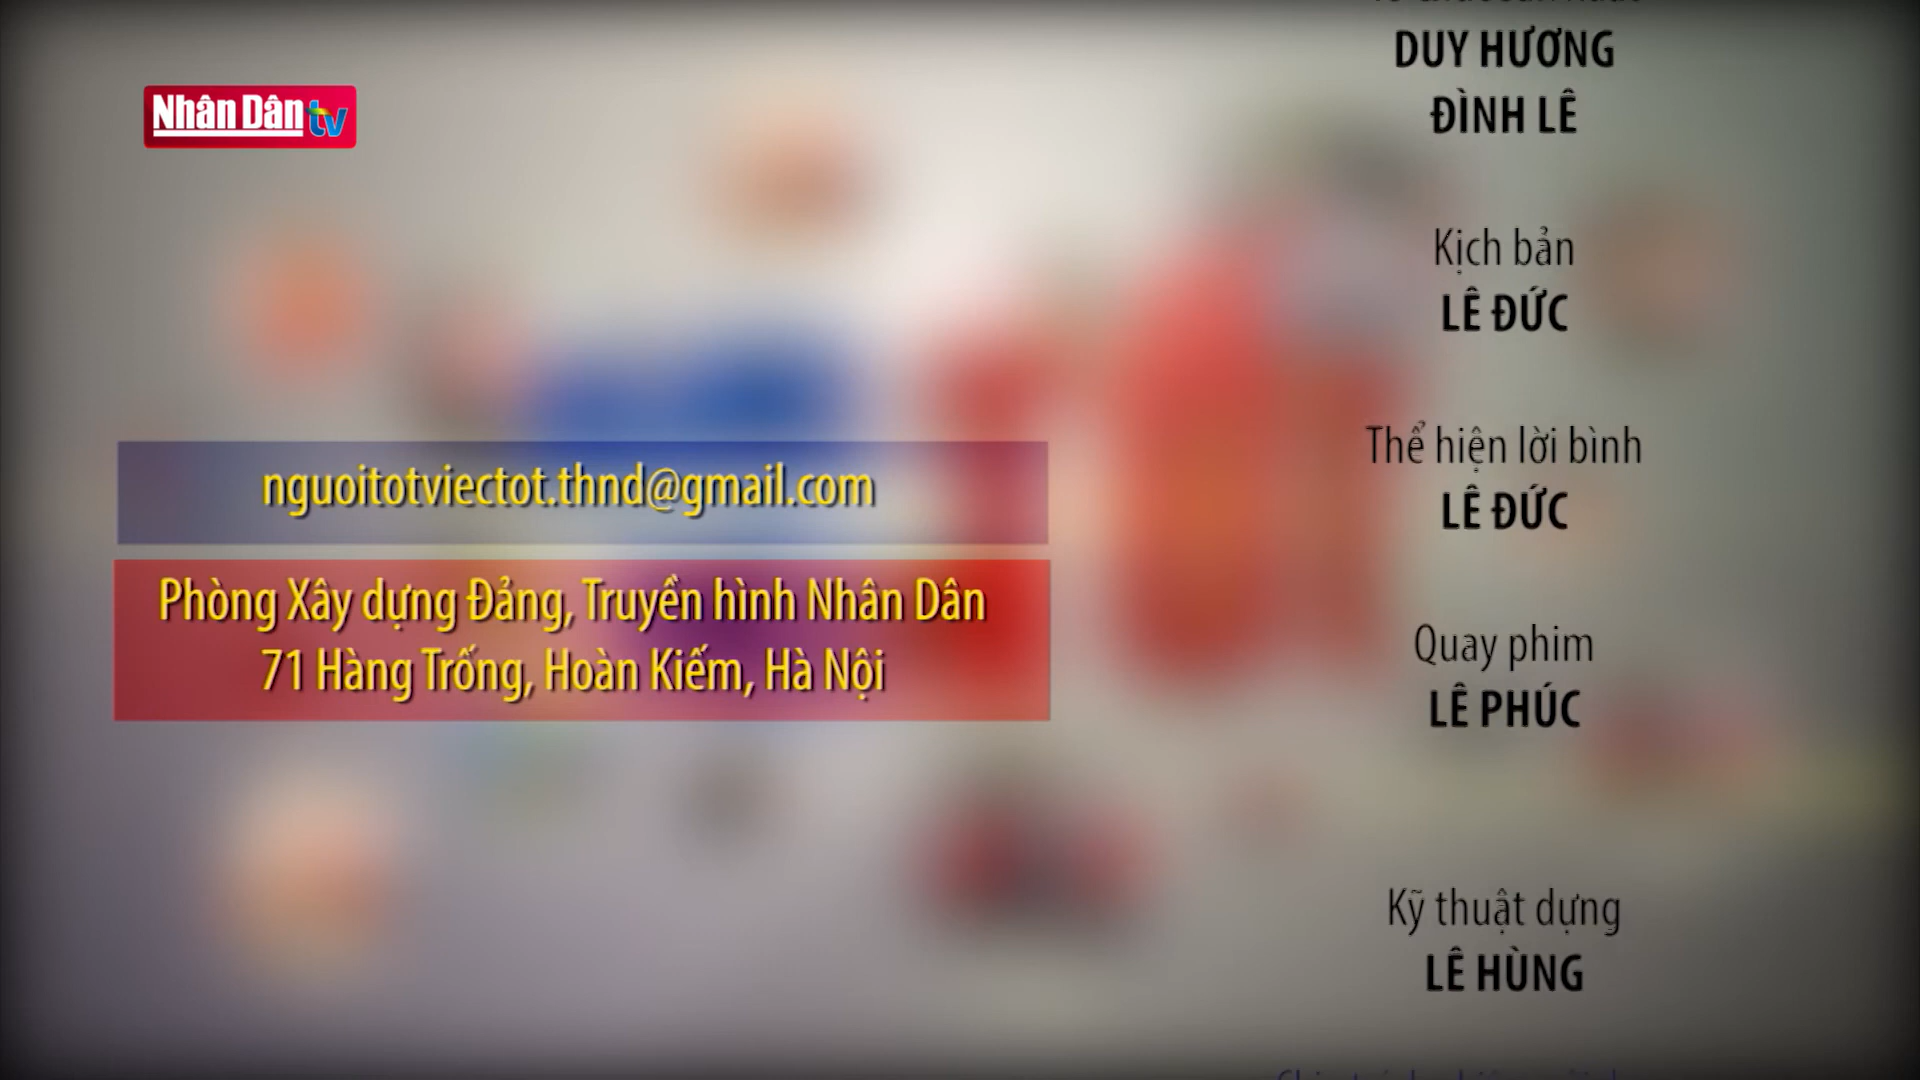 Nhân Dân tv
nguoitotviectot.thnd@gmail.com
Phòng Xây dựng Đảng, Truyền hình Nhân Dân
71 Hàng Trống, Hoàn Kiếm, Hà Nội
DUY HƯƠNG
ĐÌNH LÊ
Kịch bản
LÊ ĐỨC
Thể hiện lời bình
LÊ ĐỨC
Quay phim
LÊ PHÚC
Kỹ thuật dựng
LÊ HÙNG